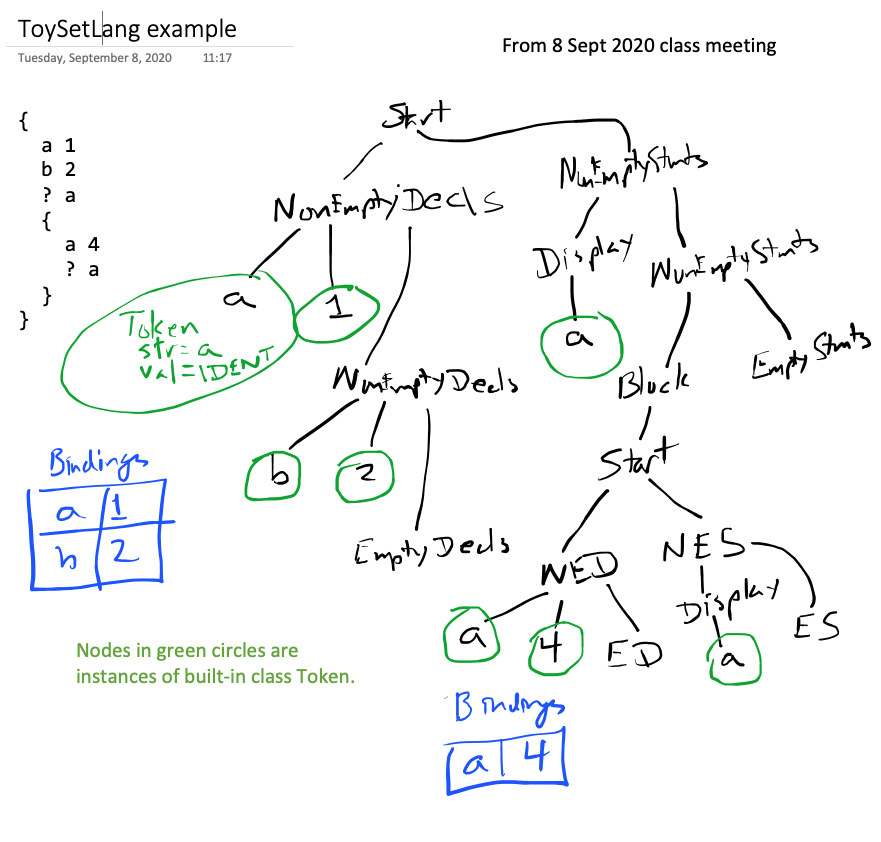 ToySetLang example
Tuesday, September 8, 2020 11:17
From 8 Sept 2020 class meeting
{
a 1
b 2
? a
{
a 4
? a
}
}
Start
NonEmptyDecls
NonEmptyStmts
a
1
Token
str=a
val=IDENT
Display
NonEmptyStmts
a
Block
EmptyStmts
NonEmptyDecls
b
2
EmptyDecls
Start
Bindings
a 1
b 2
NED
NES
a
4
ED
Display
ES
a
Nodes in green circles are
instances of built-in class Token.
Bindings
a 4